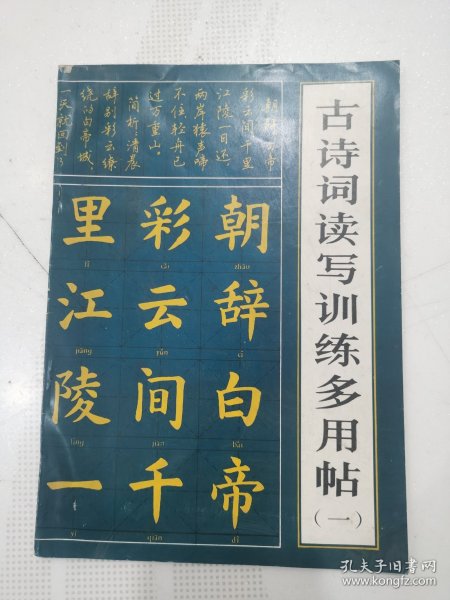 古诗词读写训练多用帖
(一)
朝辞白帝
彩云间千里
江陵一日还
两岸猿声啼
不住轻舟已
过万重山。
简析:清晨
辞别彩云缭
绕的白帝城,
一天就回到了
朝辞白帝
zhāo cí bái dì
彩云间千
cǎi yún jiān qiān
里江陵一
lǐ jiāng líng yī
孔夫子旧书网
www.kongfz.com